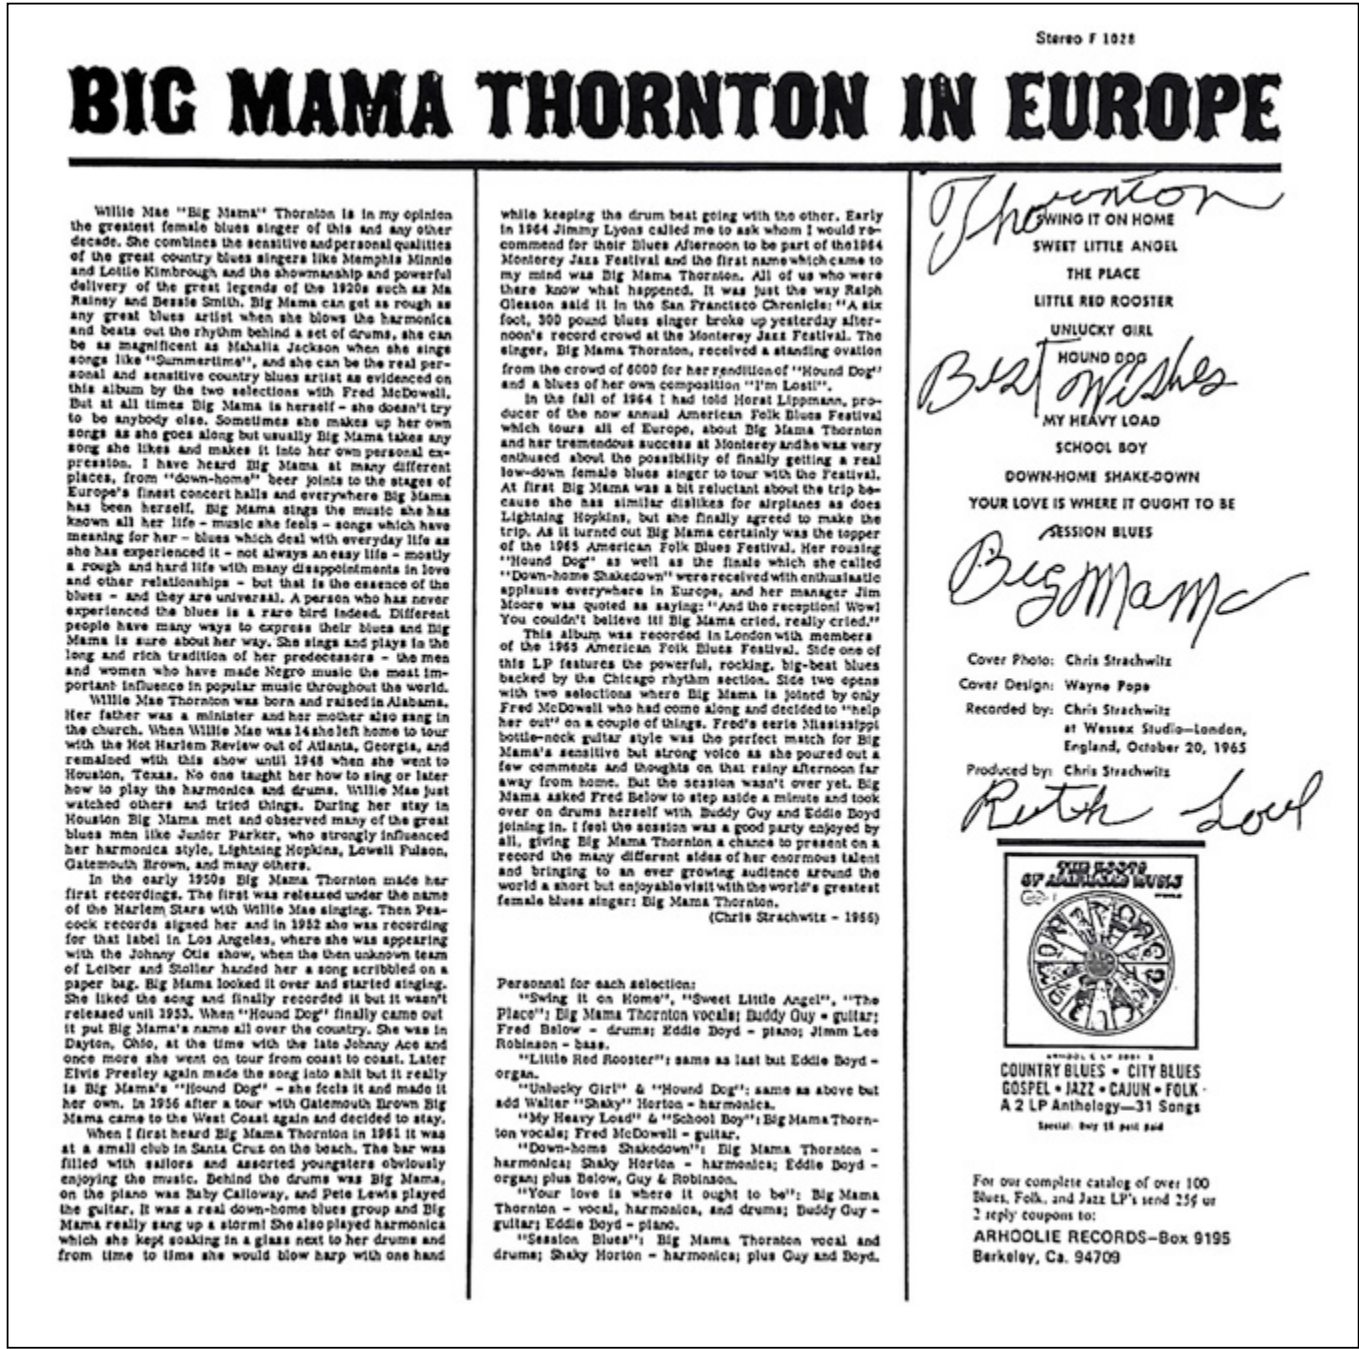 Stereo F 1028
BIG MAMA THORNTON IN EUROPE
Willie Mae "Big Mama" Thornton is in my opinion
the greatest female blues singer of this and any other
decade. She combines the sensitive and personal qualities
of the great country blues singers like Memphis Minnie
and Lottie Kimbrough and the showmanship and powerful
delivery of the great legends of the 1920s such as Ma
Rainey and Bessie Smith. Big Mama can get as rough as
any great blues artist when she blows the harmonica
and beats out the rhythm behind a set of drums, she can
be as magnificent as Mahalia Jackson when she sings
songs like "Summertime", and she can be the real per-
sonal and sensitive country blues artist as evidenced on
this album by the two selections with Fred McDowell.
But at all times Big Mama is herself - she doesn't try
to be anybody else. Sometimes she makes up her own
songs as she goes along but usually Big Mama takes any
song she likes and makes it into her own personal ex-
pression. I have heard Big Mama at many different
places, from "down-home" beer joints to the stages of
Europe's finest concert halls and everywhere Big Mama
has been herself. Big Mama sings the music she has
known all her life - music she feels - songs which have
meaning for her - blues which deal with everyday life as
she has experienced it - not always an easy life - mostly
a rough and hard life with many disappointments in love
and other relationships - but that is the essence of the
blues - and they are universal. A person who has never
experienced the blues is a rare bird indeed. Different
people have many ways to express their blues and Big
Mama is sure about her way. She sings and plays in the
long and rich tradition of her predecessors - the men
and women who have made Negro music the most im-
portant influence in popular music throughout the world.
Willie Mae Thornton was born and raised in Alabama.
Her father was a minister and her mother also sang in
the church. When Willie Mae was 14 she left home to tour
with the Hot Harlem Review out of Atlanta, Georgia, and
remained with this show until 1948 when she went to
Houston, Texas. No one taught her how to sing or later
how to play the harmonica and drums. Willie Mae just
watched others and tried things. During her stay in
Houston Big Mama met and observed many of the great
blues men like Junior Parker, who strongly influenced
her harmonica style, Lightning Hopkins, Lowell Fulson,
Gatemouth Brown, and many others.
In the early 1950s Big Mama Thornton made her
first recordings. The first was released under the name
of the Harlem Stars with Willie Mae singing. Then Pea-
cock records signed her and in 1952 she was recording
for that label in Los Angeles, where she was appearing
with the Johnny Otis show, when the then unknown team
of Leiber and Stoller handed her a song scribbled on a
paper bag. Big Mama looked it over and started singing.
She liked the song and finally recorded it but it wasn't
released unil 1953. When "Hound Dog" finally came out
it put Big Mama's name all over the country. She was in
Dayton, Ohio, at the time with the late Johnny Ace and
once more she went on tour from coast to coast. Later
Elvis Presley again made the song into a hit but it really
is Big Mama's "Hound Dog" - she feels it and made it
her own. In 1956 after a tour with Gatemouth Brown Big
Mama came to the West Coast again and decided to stay.
When I first heard Big Mama Thornton in 1961 it was
at a small club in Santa Cruz on the beach. The bar was
filled with sailors and assorted youngsters obviously
enjoying the music. Behind the drums was Big Mama,
on the piano was Baby Calloway, and Pete Lewis played
the guitar. It was a real down-home blues group and Big
Mama really sang up a storm! She also played harmonica
which she kept soaking in a glass next to her drums and
from time to time she would blow harp with one hand
while keeping the drum beat going with the other. Early
in 1964 Jimmy Lyons called me to ask whom I would re-
commend for their Blues Afternoon to be part of the 1964
Monterey Jazz Festival and the first name which came to
my mind was Big Mama Thornton. All of us who were
there know what happened. It was just the way Ralph
Gleason said it in the San Francisco Chronicle: "A six
foot, 300 pound blues singer broke up yesterday after-
noon's record crowd at the Monterey Jazz Festival. The
singer, Big Mama Thornton, received a standing ovation
from the crowd of 6000 for her rendition of "Hound Dog"
and a blues of her own composition "I'm Lost!".
In the fall of 1964 I had told Horst Lippmann, pro-
ducer of the now annual American Folk Blues Festival
which tours all of Europe, about Big Mama Thornton
and her tremendous success at Monterey and he was very
enthused about the possibility of finally getting a real
low-down female blues singer to tour with the Festival.
At first Big Mama was a bit reluctant about the trip be-
cause she has similar dislikes for airplanes as does
Lightning Hopkins, but she finally agreed to make the
trip. As it turned out Big Mama certainly was the topper
of the 1965 American Folk Blues Festival. Her rousing
"Hound Dog" as well as the finale which she called
"Down-home Shakedown" were received with enthusiastic
applause everywhere in Europe, and her manager Jim
Moore was quoted as saying: "And the reception! Wow!
You couldn't believe it! Big Mama cried, really cried."
This album was recorded in London with members
of the 1965 American Folk Blues Festival. Side one of
this LP features the powerful, rocking, big-beat blues
backed by the Chicago rhythm section. Side two opens
with two selections where Big Mama is joined by only
Fred McDowell who had come along and decided to "help
her out" on a couple of things. Fred's eerie Mississippi
bottle-neck guitar style was the perfect match for Big
Mama's sensitive but strong voice as she poured out a
few comments and thoughts on that rainy afternoon far
away from home. But the session wasn't over yet. Big
Mama asked Fred Below to step aside a minute and took
over on drums herself with Buddy Guy and Eddie Boyd
joining in. I feel the session was a good party enjoyed by
all, giving Big Mama Thornton a chance to present on a
record the many different sides of her enormous talent
and bringing to an ever growing audience around the
world a short but enjoyable visit with the world's greatest
female blues singer: Big Mama Thornton.
(Chris Strachwitz - 1966)
Personnel for each selection:
"Swing it on Home", "Sweet Little Angel", "The
Place": Big Mama Thornton vocals; Buddy Guy - guitar;
Fred Below - drums; Eddie Boyd - piano; Jimm Lee
Robinson - bass.
"Little Red Rooster": same as last but Eddie Boyd -
organ.
"Unlucky Girl" & "Hound Dog": same as above but
add Walter "Shaky" Horton - harmonica.
"My Heavy Load" & "School Boy": Big Mama Thorn-
ton vocals; Fred McDowell - guitar.
"Down-home Shakedown": Big Mama Thornton -
harmonica; Shaky Horton - harmonica; Eddie Boyd -
organ; plus Below, Guy & Robinson.
"Your love is where it ought to be": Big Mama
Thornton - vocal, harmonica, and drums; Buddy Guy -
guitar; Eddie Boyd - piano.
"Session Blues": Big Mama Thornton vocal and
drums; Shaky Horton - harmonica; plus Guy and Boyd.
Thornton
SWING IT ON HOME
SWEET LITTLE ANGEL
THE PLACE
LITTLE RED ROOSTER
UNLUCKY GIRL
HOUND DOG
Best Wishes
MY HEAVY LOAD
SCHOOL BOY
DOWN-HOME SHAKE-DOWN
YOUR LOVE IS WHERE IT OUGHT TO BE
SESSION BLUES
Big Mama
Cover Photo: Chris Strachwitz
Cover Design: Wayne Pope
Recorded by: Chris Strachwitz
at Wessex Studio—London,
England, October 20, 1965
Produced by: Chris Strachwitz
THE ROOTS
OF AMERICAN MUSIC
COUNTRY BLUES • CITY BLUES
GOSPEL • JAZZ • CAJUN • FOLK
A 2 LP Anthology—31 Songs
Special: Only $6 post paid
For our complete catalog of over 100
Blues, Folk, and Jazz LP's send 25¢ or
2 reply coupons to:
ARHOOLIE RECORDS—Box 9195
Berkeley, Ca. 94709